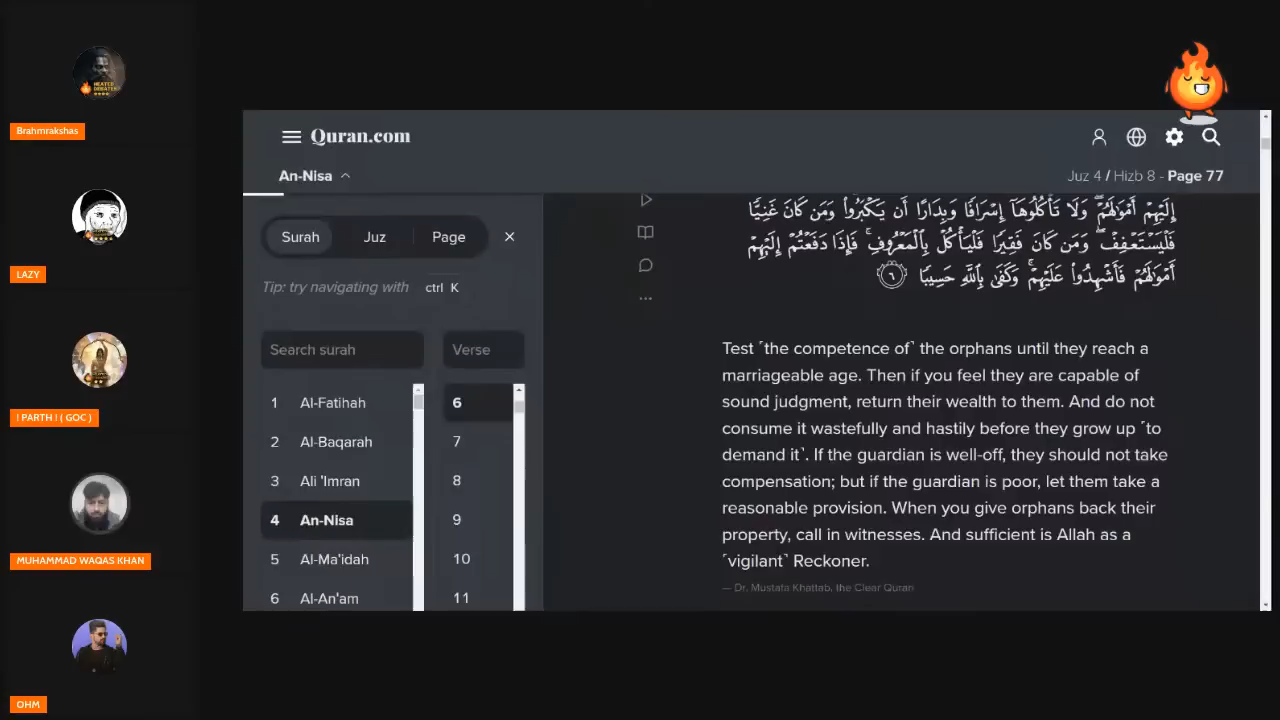 HEATED
DEBATES
Brahmrakshas
LAZY
! PARTH ! ( GOC )
MUHAMMAD WAQAS KHAN
OHM
Quran.com
An-Nisa
Juz 4 / Hizb 8 - Page 77
Surah Juz Page
Tip: try navigating with ctrl K
Search surah Verse
1 Al-Fatihah
2 Al-Baqarah
3 Ali 'Imran
4 An-Nisa
5 Al-Ma'idah
6 Al-An'am
6
7
8
9
10
11
إِلَيْهِمْ أَمْوَٰلَهُمْ ۖ وَلَا تَأْكُلُوهَآ إِسْرَافًا وَبِدَارًا أَن يَكْبَرُوا۟ ۚ وَمَن كَانَ غَنِيًّا
فَلْيَسْتَعْفِفْ ۖ وَمَن كَانَ فَقِيرًا فَلْيَأْكُلْ بِٱلْمَعْرُوفِ ۚ فَإِذَا دَفَعْتُمْ إِلَيْهِمْ
أَمْوَٰلَهُمْ فَأَشْهِدُوا۟ عَلَيْهِمْ ۚ وَكَفَىٰ بِٱللَّهِ حَسِيبًا ٦
Test ˹the competence of˺ the orphans until they reach a
marriageable age. Then if you feel they are capable of
sound judgment, return their wealth to them. And do not
consume it wastefully and hastily before they grow up ˹to
demand it˺. If the guardian is well-off, they should not take
compensation; but if the guardian is poor, let them take a
reasonable provision. When you give orphans back their
property, call in witnesses. And sufficient is Allah as a
˹vigilant˺ Reckoner.
— Dr. Mustafa Khattab, the Clear Quran